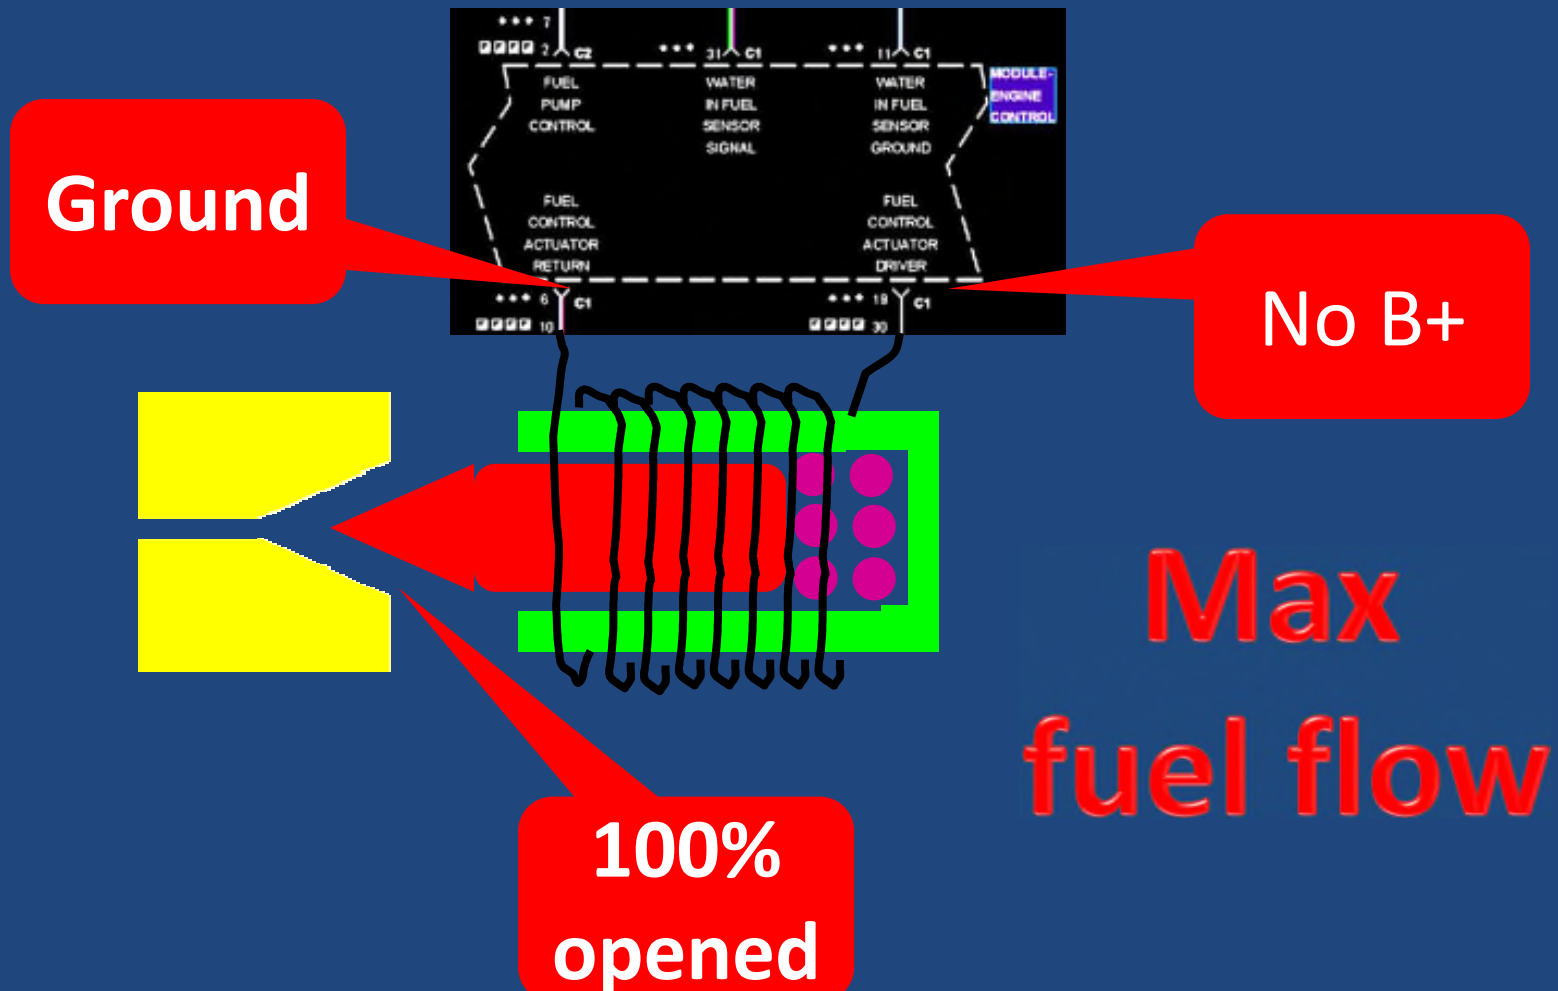 7
2 C2
31 C1
11 C1
FUEL
PUMP
CONTROL
WATER
IN FUEL
SENSOR
SIGNAL
WATER
IN FUEL
SENSOR
GROUND
MODULE-
ENGINE
CONTROL
Ground
FUEL
CONTROL
ACTUATOR
RETURN
FUEL
CONTROL
ACTUATOR
DRIVER
6 C1
10
19 C1
30
No B+
Max
fuel flow
100%
opened